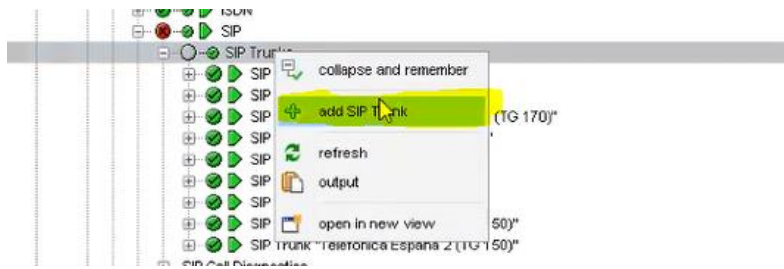 ISDN
SIP
SIP Trunks
SIP
collapse and remember
SIP
SIP
add SIP Trunk
(TG 170)"
SIP
"
SIP
refresh
SIP
output
SIP
open in new view
50)"
SIP Trunk "Telefonica Espana 2 (TG 150)"
SIP Call Diagnostics